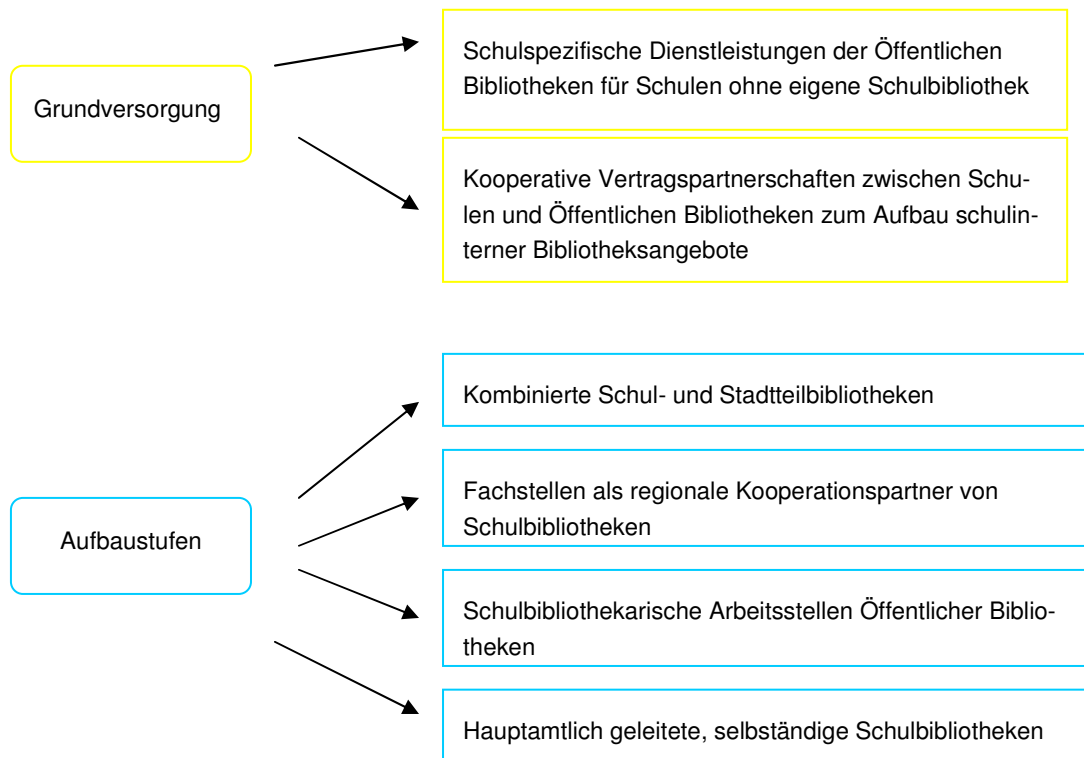 Grundversorgung
Schulspezifische Dienstleistungen der Öffentlichen
Bibliotheken für Schulen ohne eigene Schulbibliothek
Kooperative Vertragspartnerschaften zwischen Schu-
len und Öffentlichen Bibliotheken zum Aufbau schulin-
terner Bibliotheksangebote
Aufbaustufen
Kombinierte Schul- und Stadtteilbibliotheken
Fachstellen als regionale Kooperationspartner von
Schulbibliotheken
Schulbibliothekarische Arbeitsstellen Öffentlicher Biblio-
theken
Hauptamtlich geleitete, selbständige Schulbibliotheken